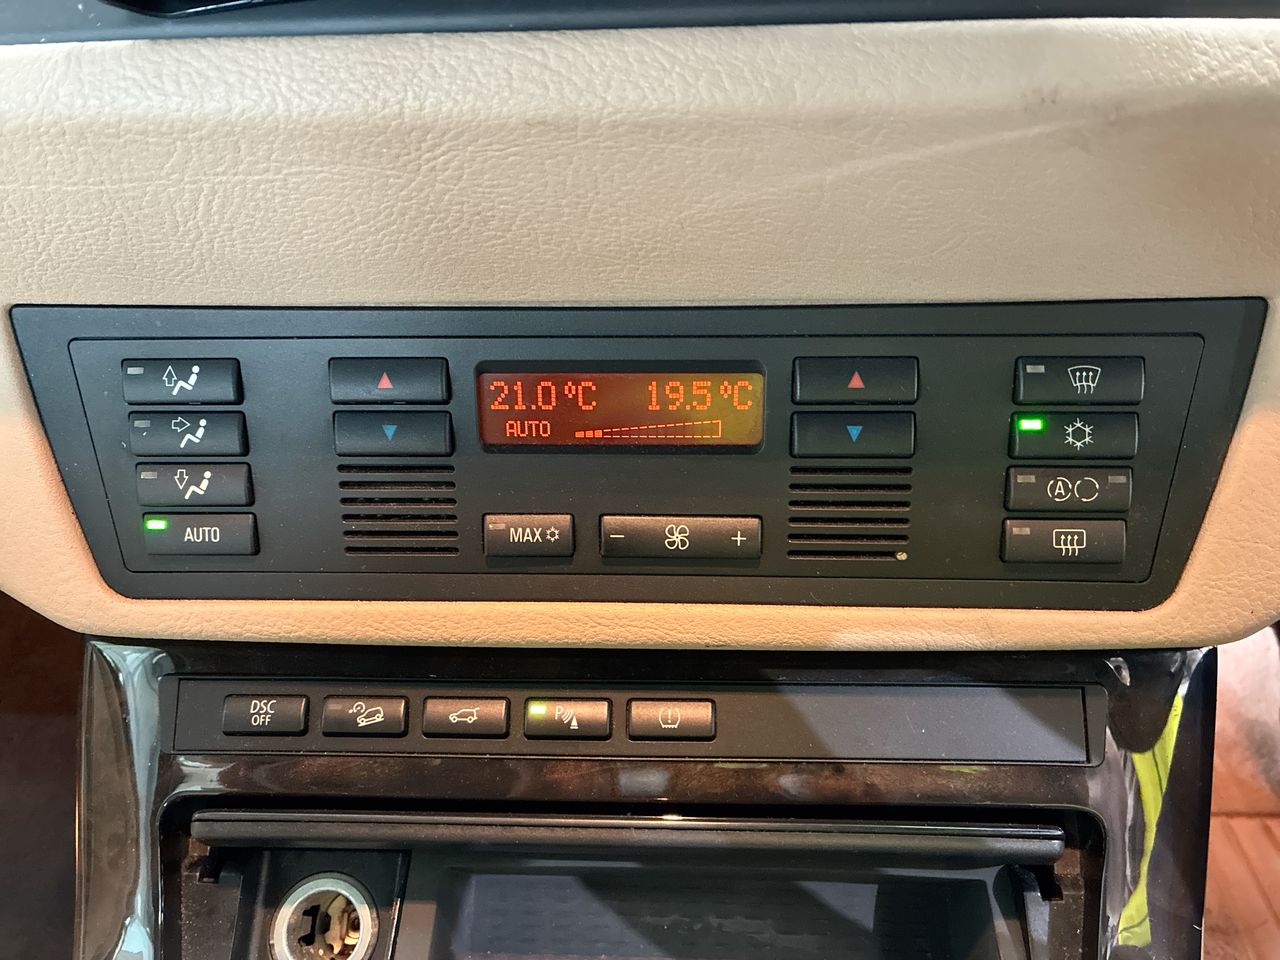 21.0 °C 19.5 °C
AUTO
AUTO
MAX
- +
A
DSC
OFF
P